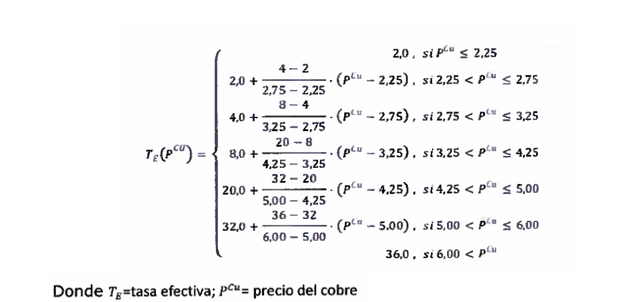 2,0 , si P^Cu ≤ 2,25
2,0 + (4 − 2)/(2,75 − 2,25) · (P^Cu − 2,25) , si 2,25 < P^Cu ≤ 2,75
4,0 + (8 − 4)/(3,25 − 2,75) · (P^Cu − 2,75) , si 2,75 < P^Cu ≤ 3,25
T_E(P^CU) = { 8,0 + (20 − 8)/(4,25 − 3,25) · (P^Cu − 3,25) , si 3,25 < P^Cu ≤ 4,25
20,0 + (32 − 20)/(5,00 − 4,25) · (P^Cu − 4,25) , si 4,25 < P^Cu ≤ 5,00
32,0 + (36 − 32)/(6,00 − 5,00) · (P^Cu − 5.00) , si 5,00 < P^Cu ≤ 6,00
36,0 , si 6,00 < P^Cu
Donde T_E=tasa efectiva; P^Cu= precio del cobre